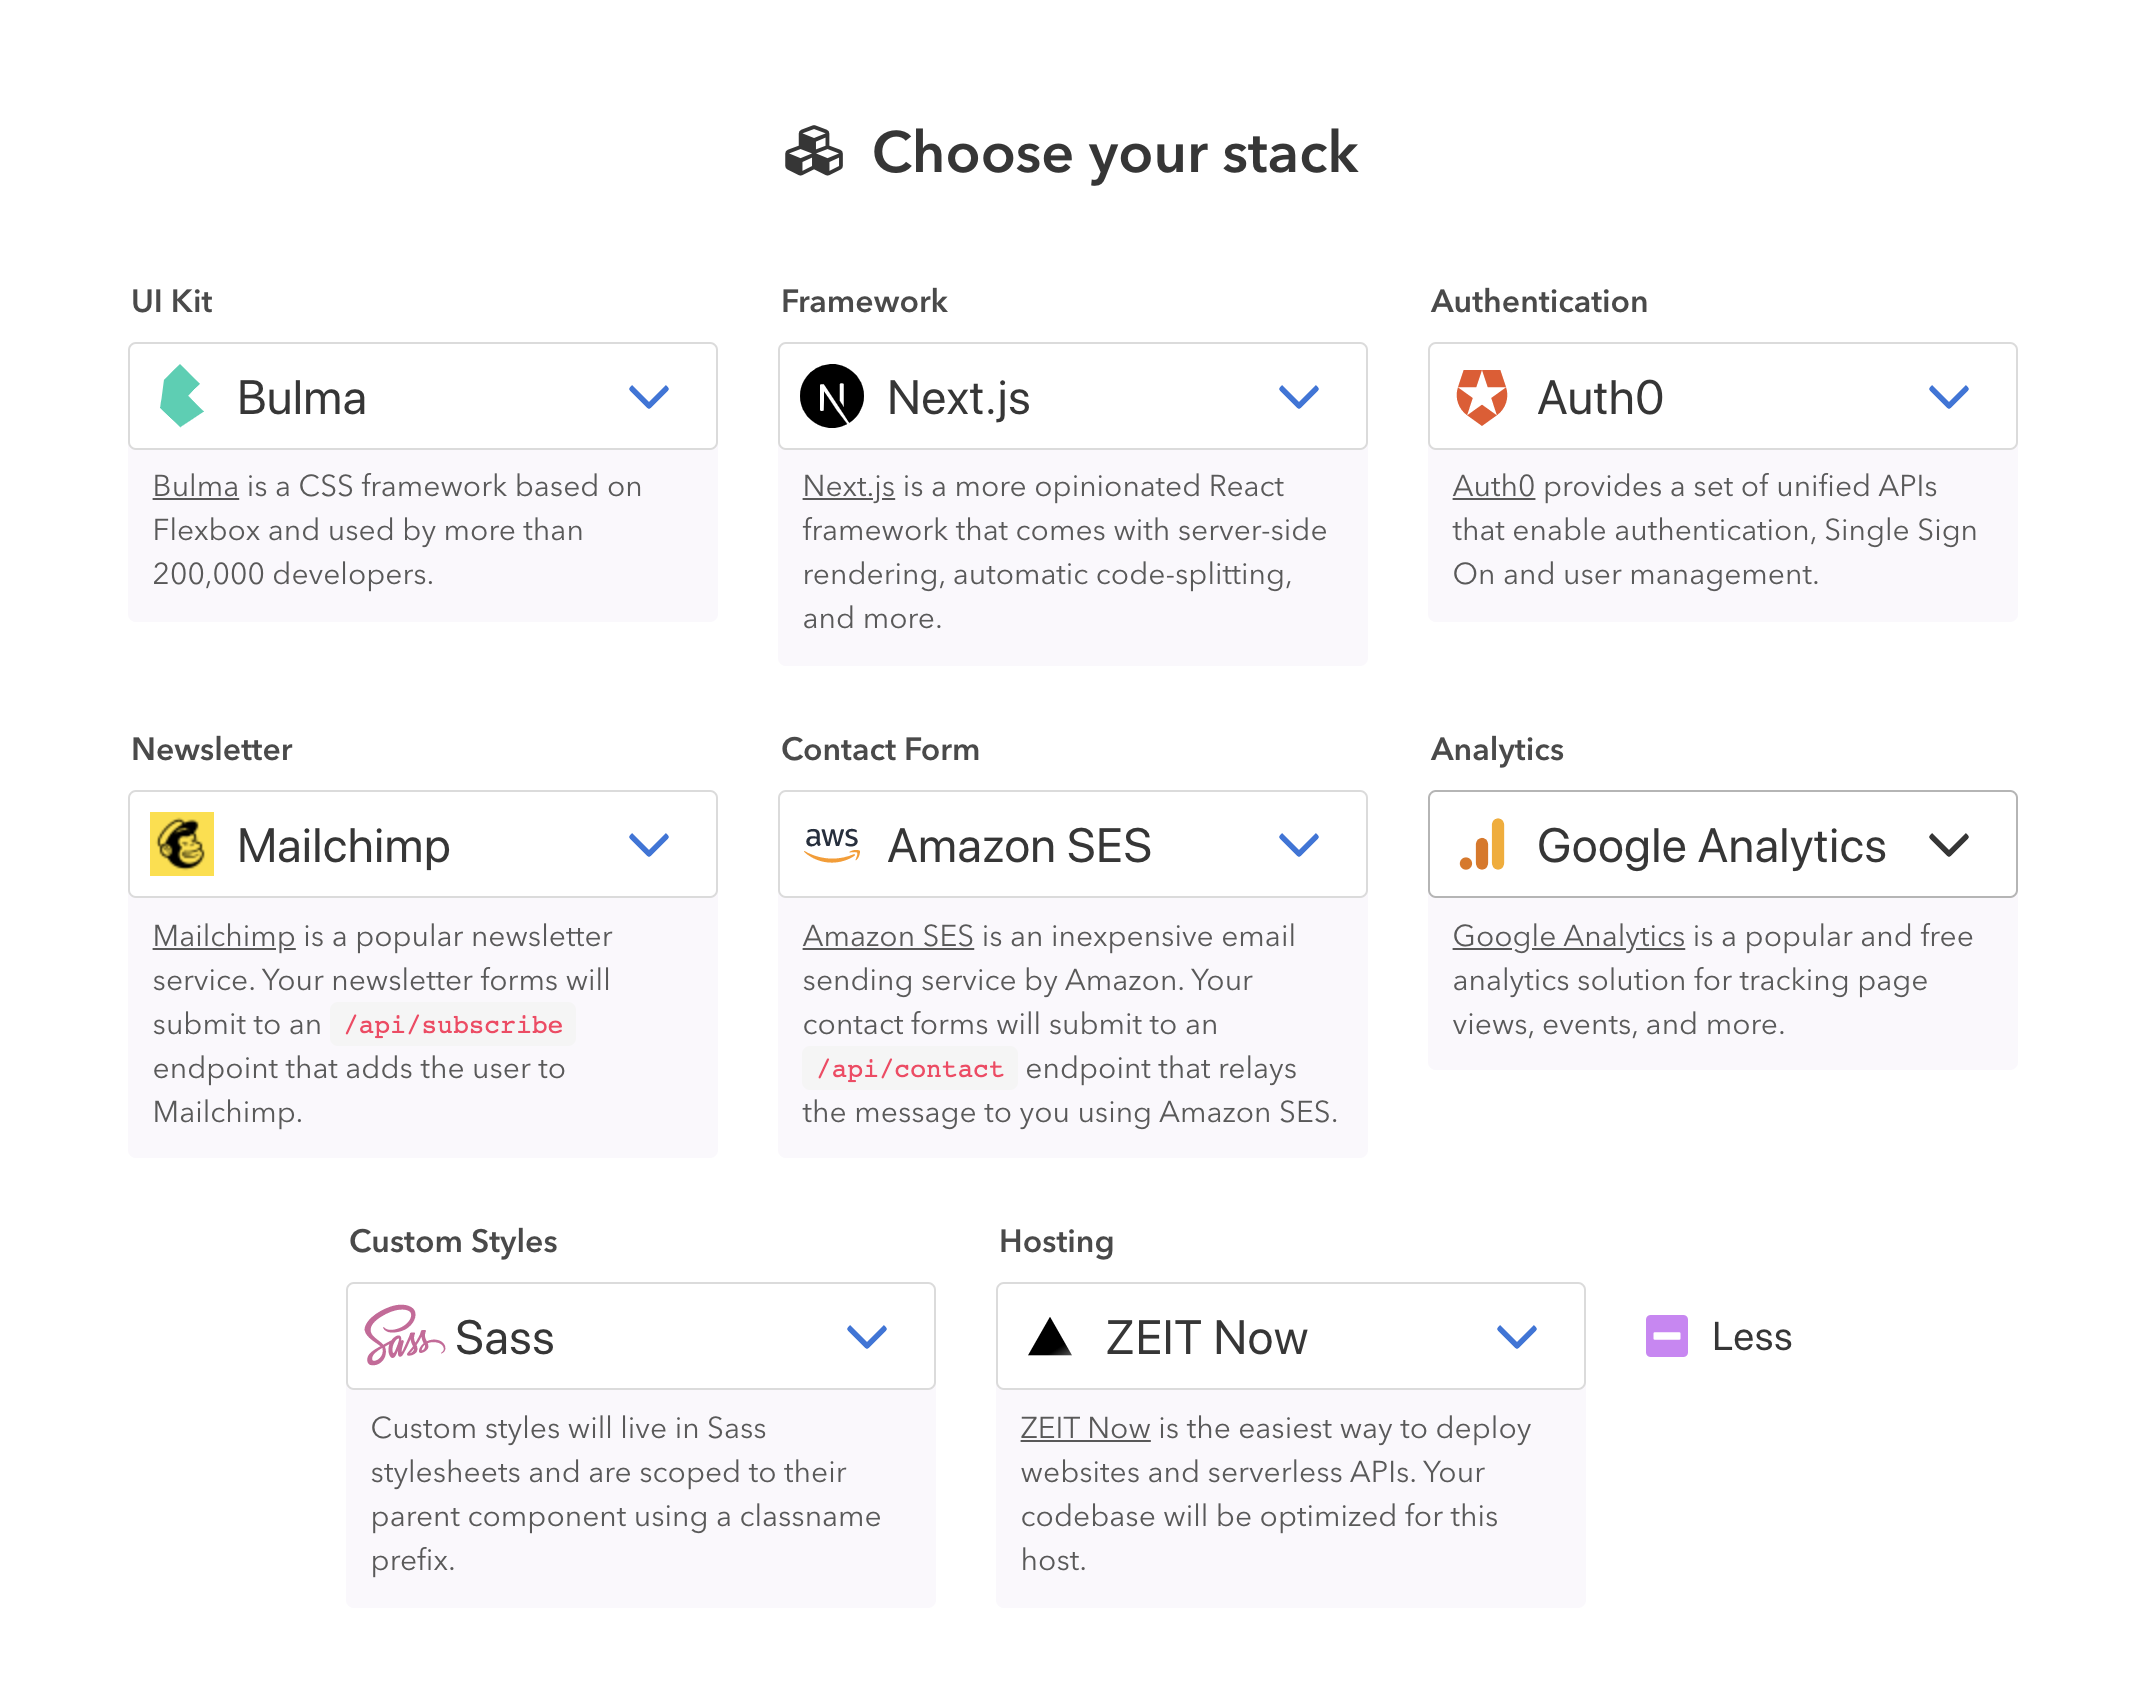 Choose your stack
UI Kit
Bulma
Bulma is a CSS framework based on
Flexbox and used by more than
200,000 developers.
Framework
N
Next.js
Next.js is a more opinionated React
framework that comes with server-side
rendering, automatic code-splitting,
and more.
Authentication
Auth0
Auth0 provides a set of unified APIs
that enable authentication, Single Sign
On and user management.
Newsletter
Mailchimp
Mailchimp is a popular newsletter
service. Your newsletter forms will
submit to an /api/subscribe
endpoint that adds the user to
Mailchimp.
Contact Form
aws
Amazon SES
Amazon SES is an inexpensive email
sending service by Amazon. Your
contact forms will submit to an
/api/contact endpoint that relays
the message to you using Amazon SES.
Analytics
Google Analytics
Google Analytics is a popular and free
analytics solution for tracking page
views, events, and more.
Custom Styles
Sass
Sass
Custom styles will live in Sass
stylesheets and are scoped to their
parent component using a classname
prefix.
Hosting
ZEIT Now
ZEIT Now is the easiest way to deploy
websites and serverless APIs. Your
codebase will be optimized for this
host.
Less